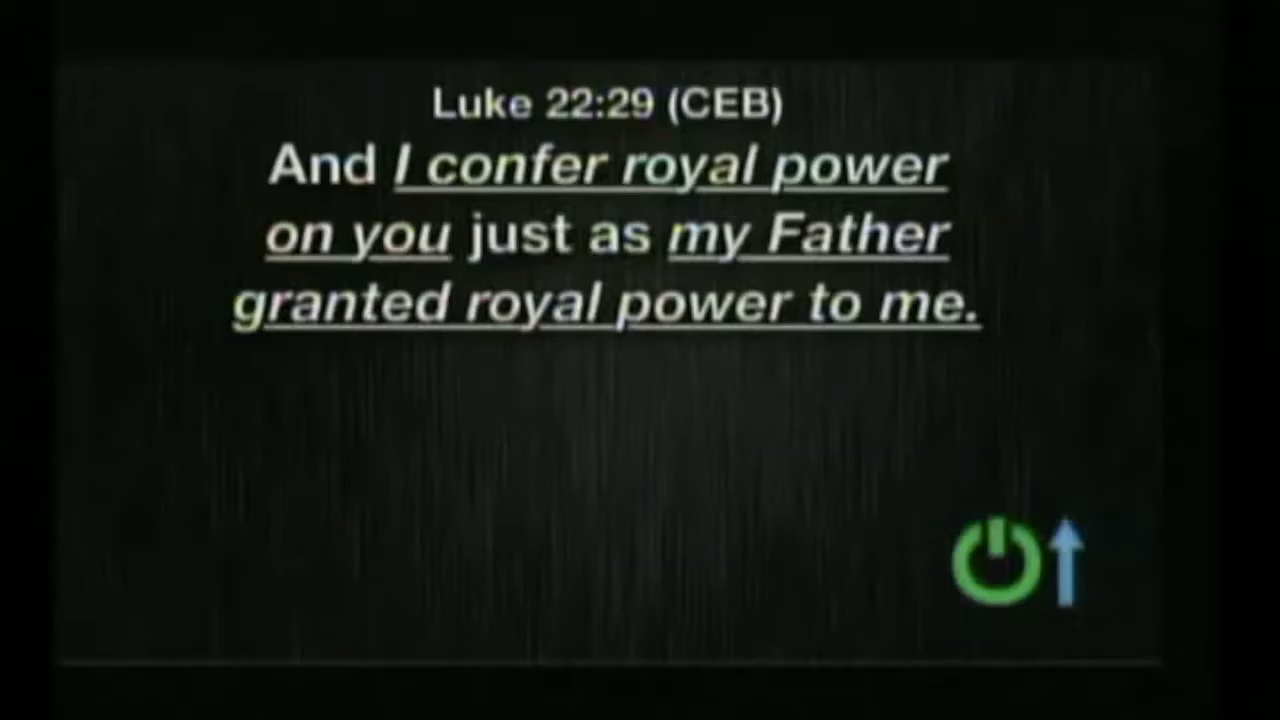 Luke 22:29 (CEB)
And I confer royal power
on you just as my Father
granted royal power to me.